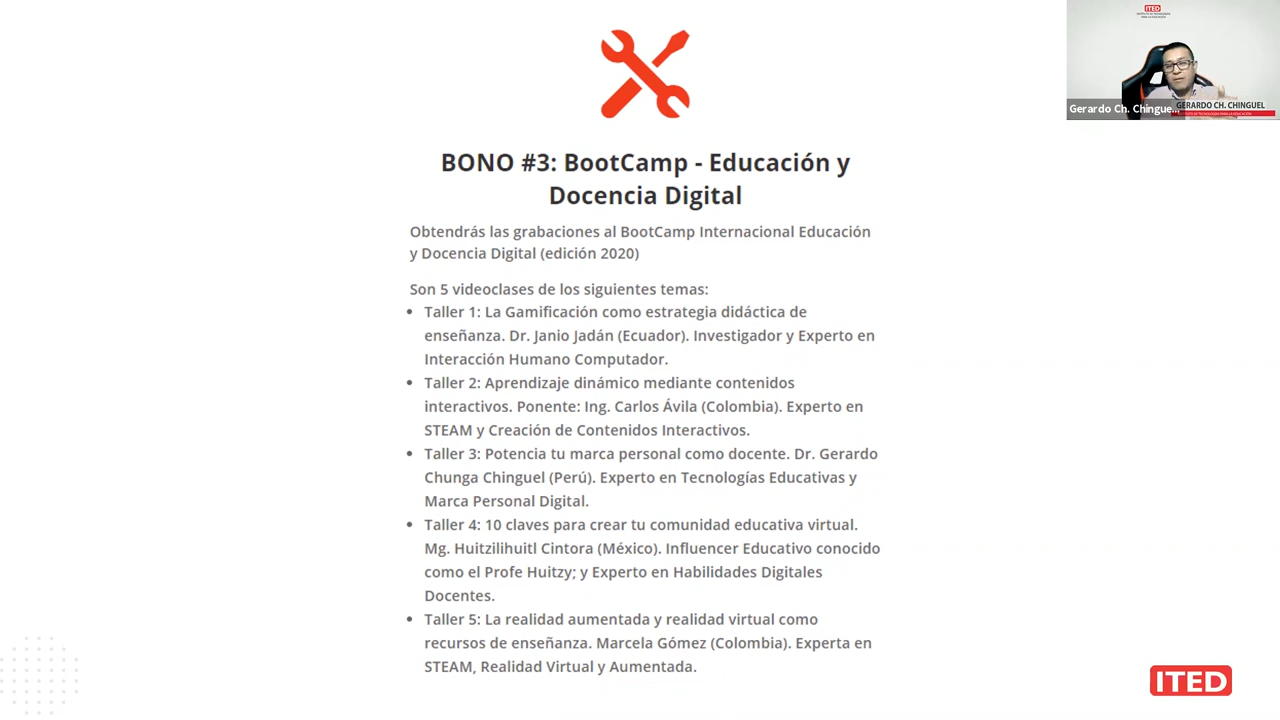 ITED
Gerardo Ch. Chingue...
GERARDO CH. CHINGUEL
BONO #3: BootCamp - Educación y
Docencia Digital
Obtendrás las grabaciones al BootCamp Internacional Educación
y Docencia Digital (edición 2020)
Son 5 videoclases de los siguientes temas:
• Taller 1: La Gamificación como estrategia didáctica de
enseñanza. Dr. Janio Jadán (Ecuador). Investigador y Experto en
Interacción Humano Computador.
• Taller 2: Aprendizaje dinámico mediante contenidos
interactivos. Ponente: Ing. Carlos Ávila (Colombia). Experto en
STEAM y Creación de Contenidos Interactivos.
• Taller 3: Potencia tu marca personal como docente. Dr. Gerardo
Chunga Chinguel (Perú). Experto en Tecnologías Educativas y
Marca Personal Digital.
• Taller 4: 10 claves para crear tu comunidad educativa virtual.
Mg. Huitzilihuitl Cintora (México). Influencer Educativo conocido
como el Profe Huitzy; y Experto en Habilidades Digitales
Docentes.
• Taller 5: La realidad aumentada y realidad virtual como
recursos de enseñanza. Marcela Gómez (Colombia). Experta en
STEAM, Realidad Virtual y Aumentada.
ITED